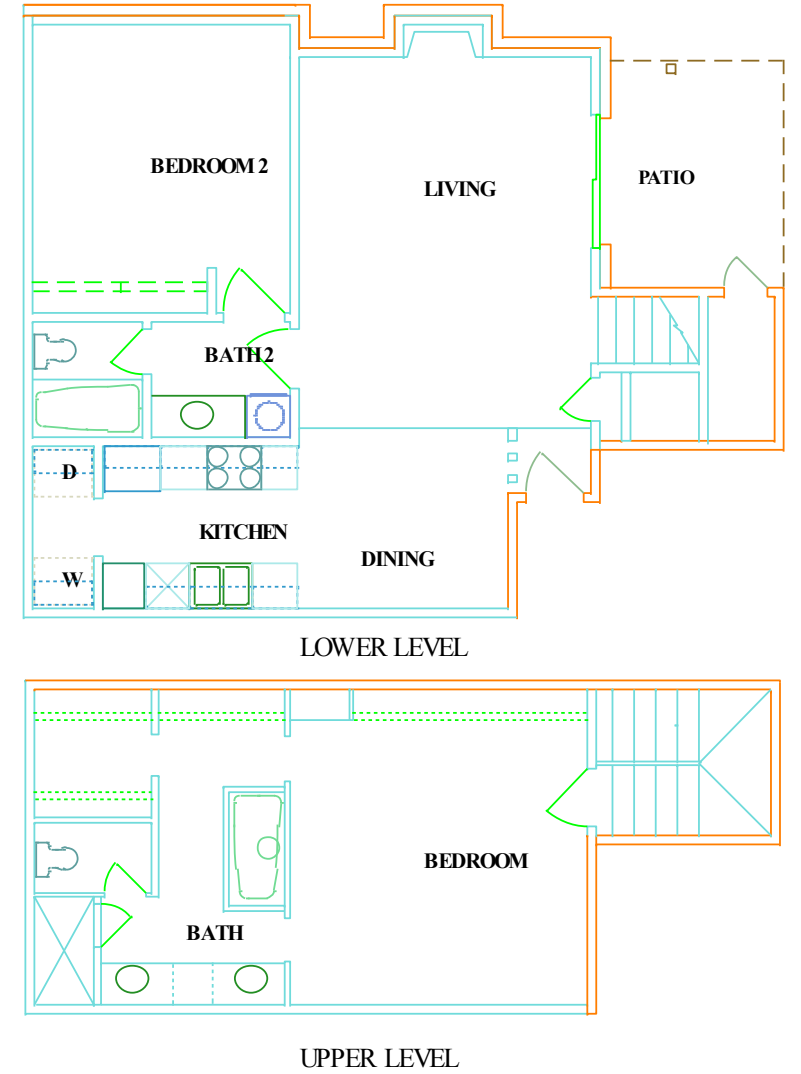 BEDROOM 2
LIVING
PATIO
BATH 2
D
KITCHEN
DINING
W
LOWER LEVEL
BEDROOM
BATH
UPPER LEVEL